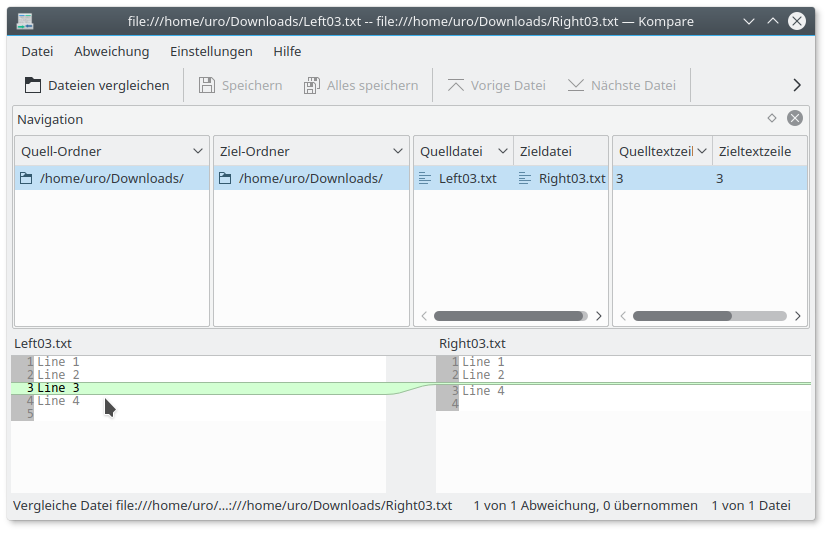 file:///home/uro/Downloads/Left03.txt -- file:///home/uro/Downloads/Right03.txt — Kompare
Datei Abweichung Einstellungen Hilfe
Dateien vergleichen Speichern Alles speichern Vorige Datei Nächste Datei
Navigation
Quell-Ordner Ziel-Ordner Quelldatei Zieldatei Quelltextzeil Zieltextzeile
/home/uro/Downloads/ /home/uro/Downloads/ Left03.txt Right03.txt 3 3
Left03.txt Right03.txt
1 Line 1 1 Line 1
2 Line 2 2 Line 2
3 Line 3
4 Line 4 3 Line 4
5 4
Vergleiche Datei file:///home/uro/...:///home/uro/Downloads/Right03.txt 1 von 1 Abweichung, 0 übernommen 1 von 1 Datei